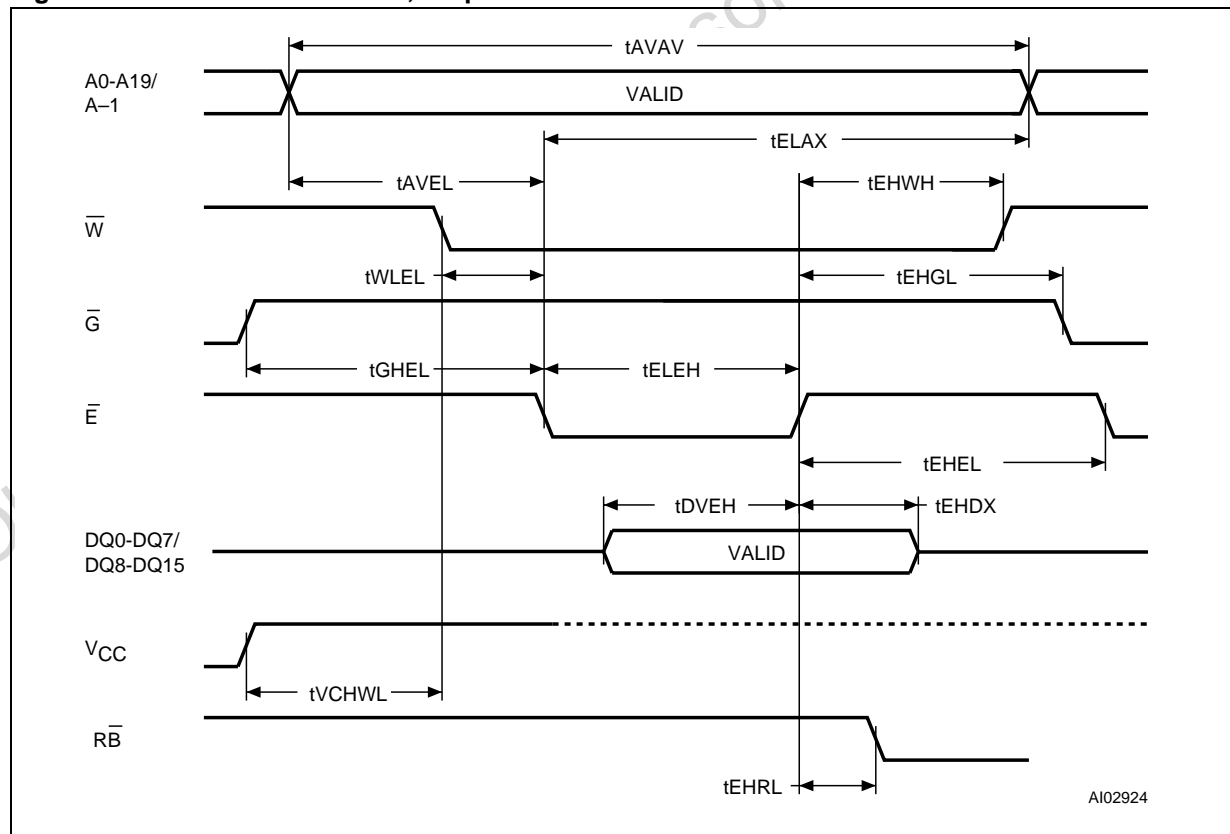 tAVAV
A0-A19/
A–1
VALID
tELAX
tAVEL
tEHWH
W̅
tWLEL
tEHGL
G̅
tGHEL
tELEH
E̅
tEHEL
tDVEH
tEHDX
DQ0-DQ7/
DQ8-DQ15
VALID
VCC
tVCHWL
RB̅
tEHRL
AI02924